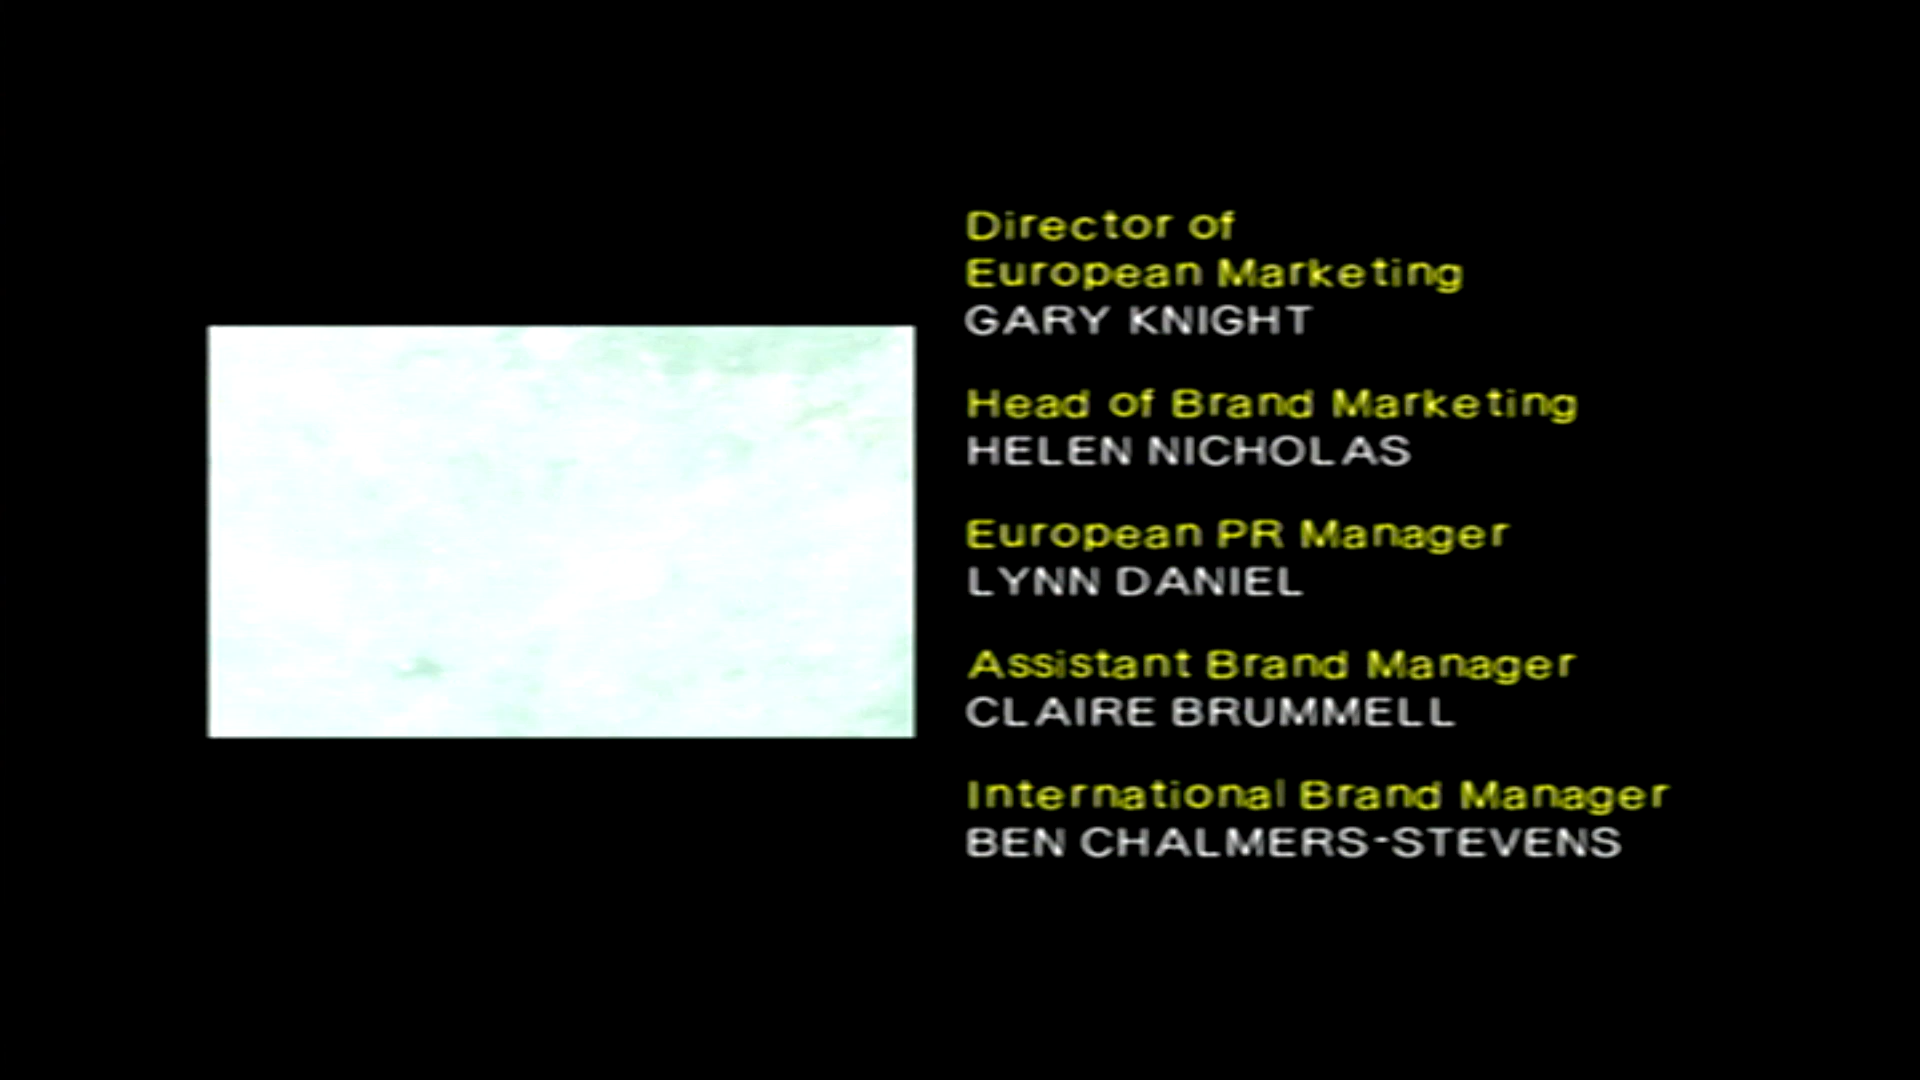 Director of
European Marketing
GARY KNIGHT
Head of Brand Marketing
HELEN NICHOLAS
European PR Manager
LYNN DANIEL
Assistant Brand Manager
CLAIRE BRUMMELL
International Brand Manager
BEN CHALMERS-STEVENS